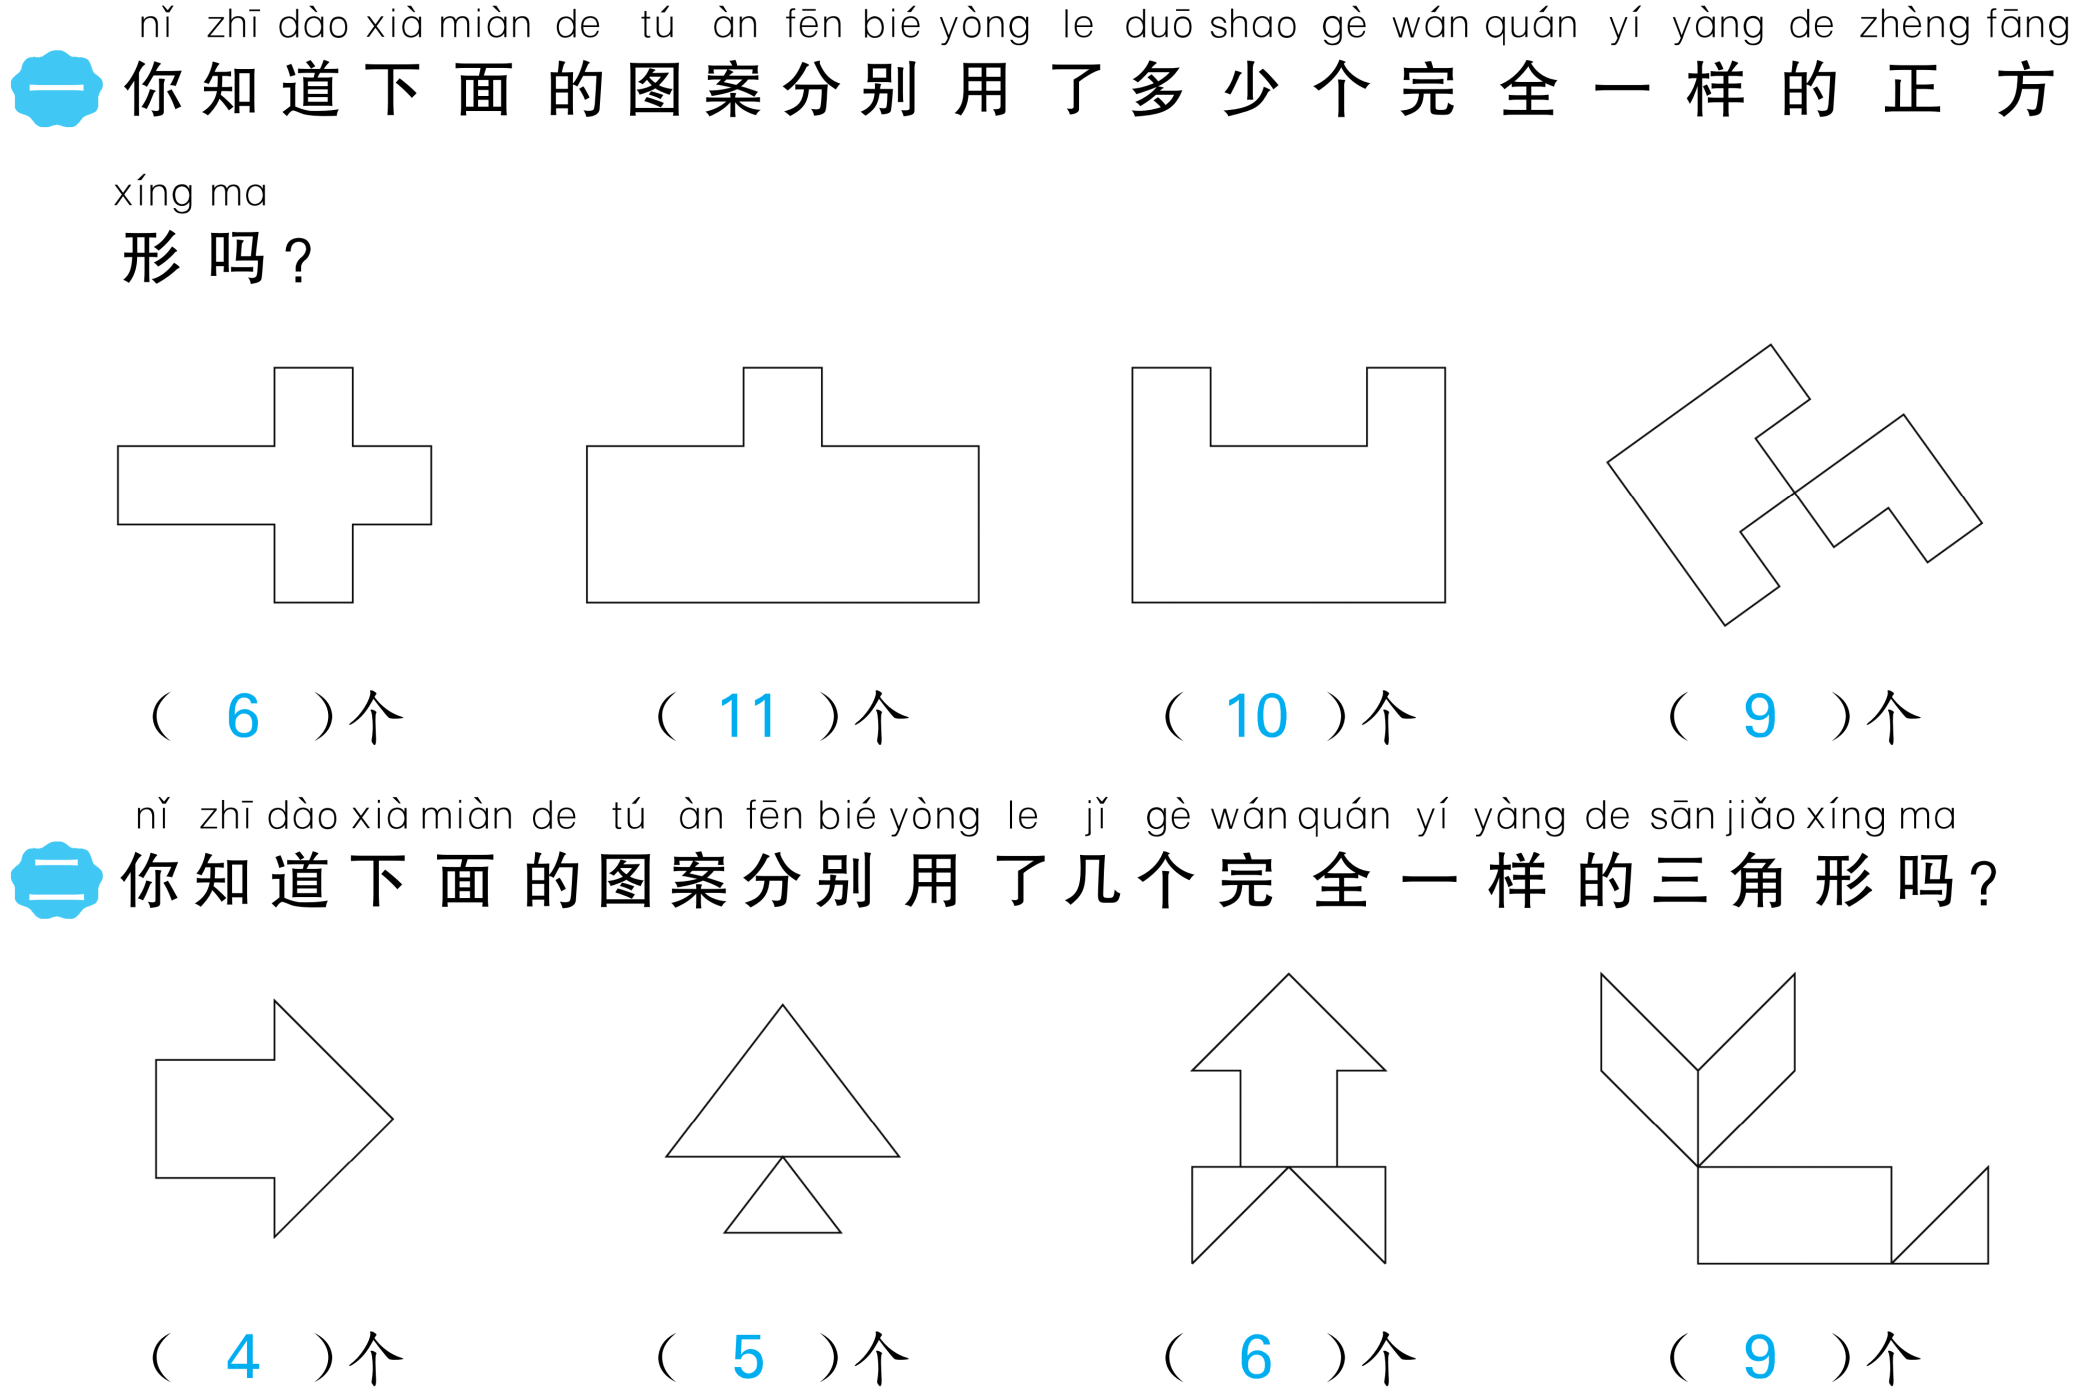 nǐ zhī dào xià miàn de tú àn fēn bié yòng le duō shao gè wán quán yí yàng de zhèng fāng
一 你知道下面的图案分别用了多少个完全一样的正方
xíng ma
形吗?
( 6 )个 ( 11 )个 ( 10 )个 ( 9 )个
nǐ zhī dào xià miàn de tú àn fēn bié yòng le jǐ gè wán quán yí yàng de sān jiǎo xíng ma
二 你知道下面的图案分别用了几个完全一样的三角形吗?
( 4 )个 ( 5 )个 ( 6 )个 ( 9 )个